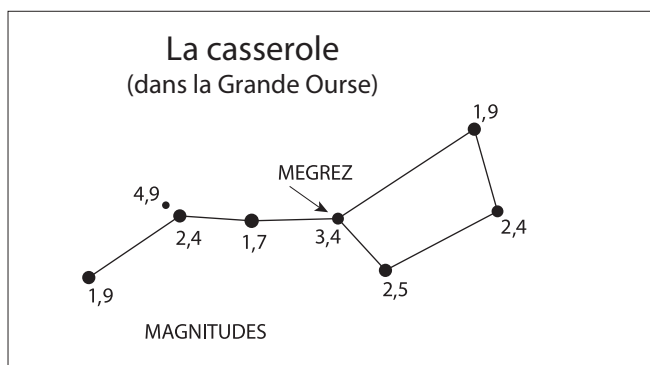 La casserole
(dans la Grande Ourse)
1,9
MEGREZ
4,9
2,4
1,7
3,4
2,4
2,5
1,9
MAGNITUDES